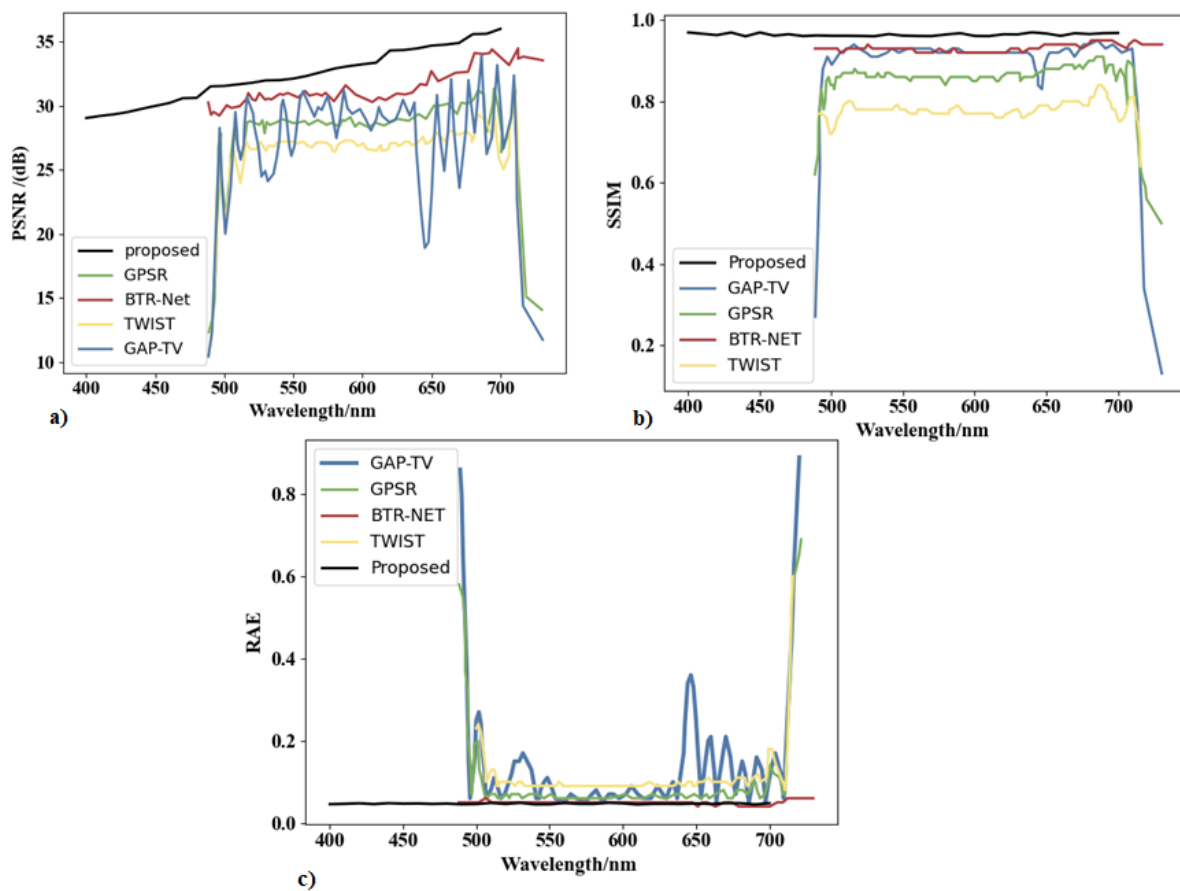 35
30
25
20
15
10
PSNR /(dB)
proposed
GPSR
BTR-Net
TWIST
GAP-TV
400 450 500 550 600 650 700
Wavelength/nm
a)
1.0
0.8
0.6
0.4
0.2
SSIM
Proposed
GAP-TV
GPSR
BTR-NET
TWIST
400 450 500 550 600 650 700
Wavelength/nm
b)
0.8
0.6
0.4
0.2
0.0
RAE
GAP-TV
GPSR
BTR-NET
TWIST
Proposed
400 450 500 550 600 650 700
Wavelength/nm
c)